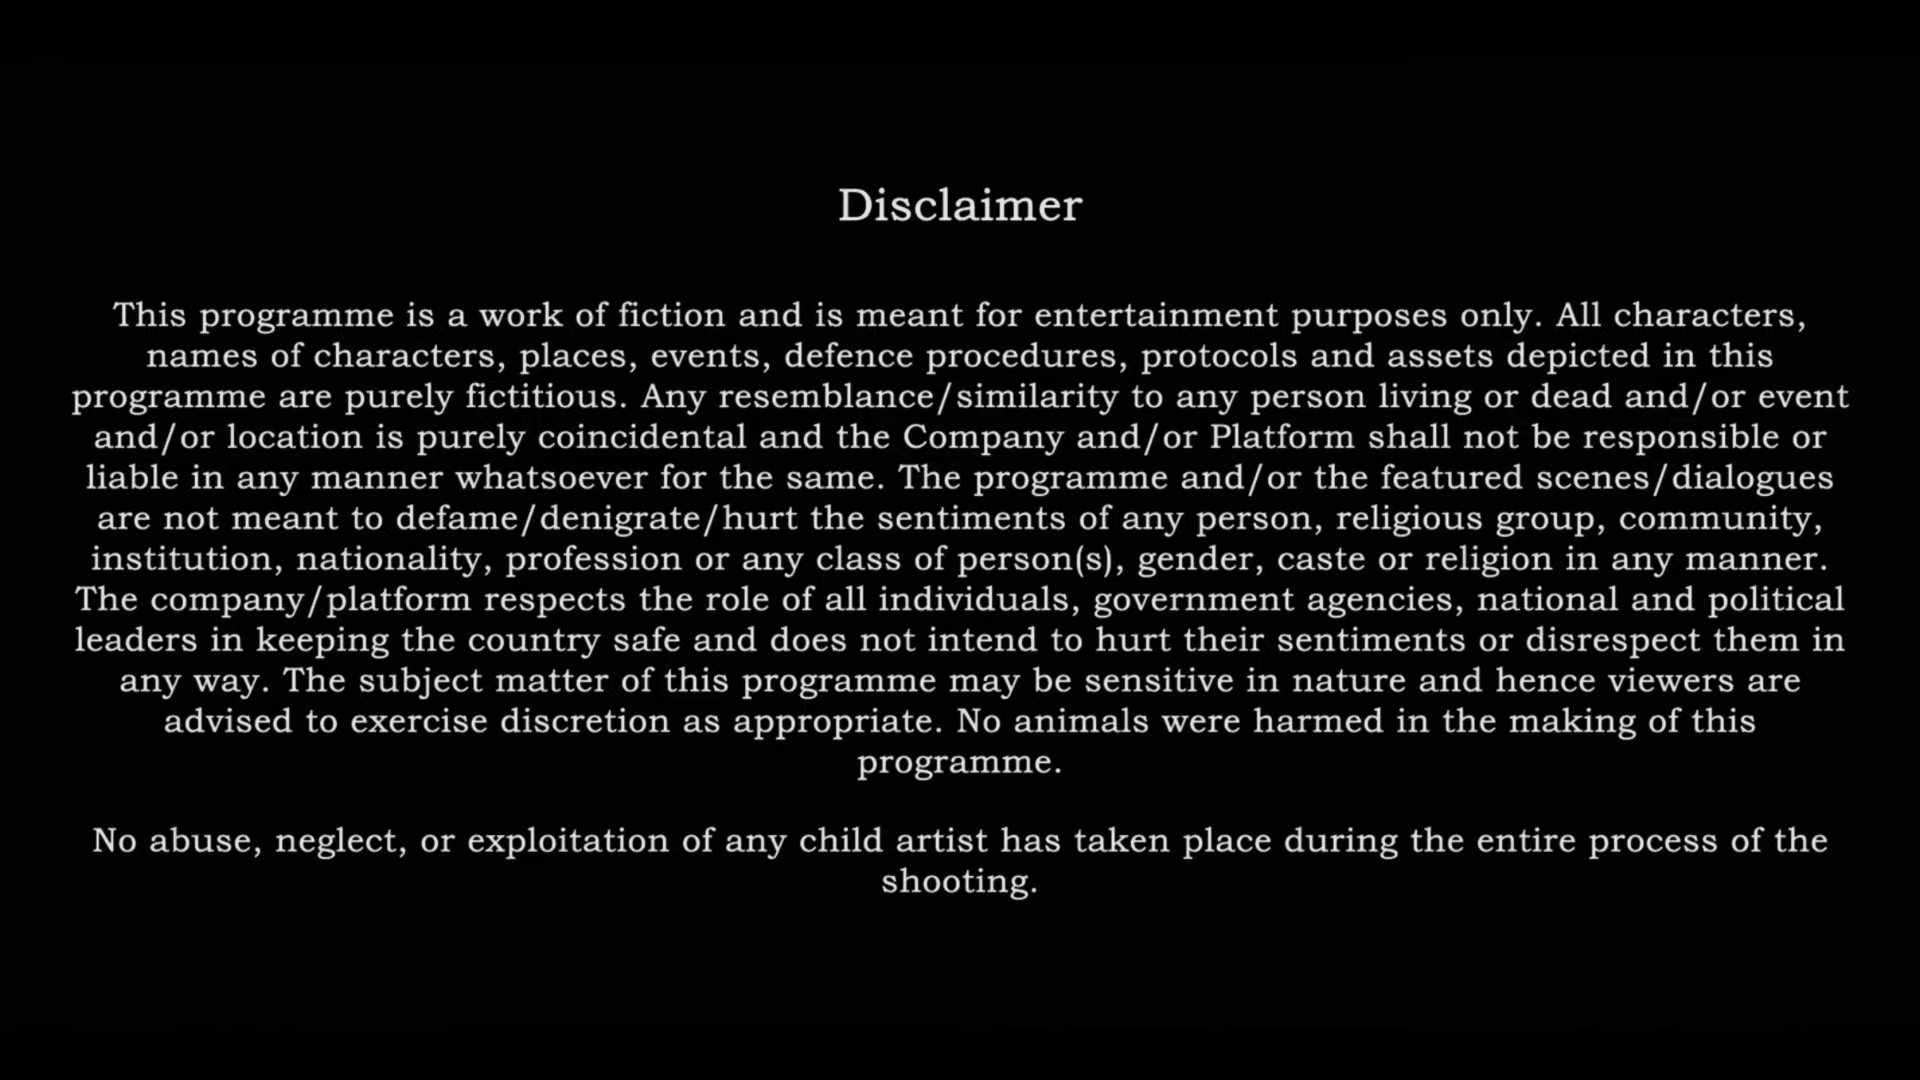 Disclaimer
This programme is a work of fiction and is meant for entertainment purposes only. All characters,
names of characters, places, events, defence procedures, protocols and assets depicted in this
programme are purely fictitious. Any resemblance/similarity to any person living or dead and/or event
and/or location is purely coincidental and the Company and/or Platform shall not be responsible or
liable in any manner whatsoever for the same. The programme and/or the featured scenes/dialogues
are not meant to defame/denigrate/hurt the sentiments of any person, religious group, community,
institution, nationality, profession or any class of person(s), gender, caste or religion in any manner.
The company/platform respects the role of all individuals, government agencies, national and political
leaders in keeping the country safe and does not intend to hurt their sentiments or disrespect them in
any way. The subject matter of this programme may be sensitive in nature and hence viewers are
advised to exercise discretion as appropriate. No animals were harmed in the making of this
programme.
No abuse, neglect, or exploitation of any child artist has taken place during the entire process of the
shooting.